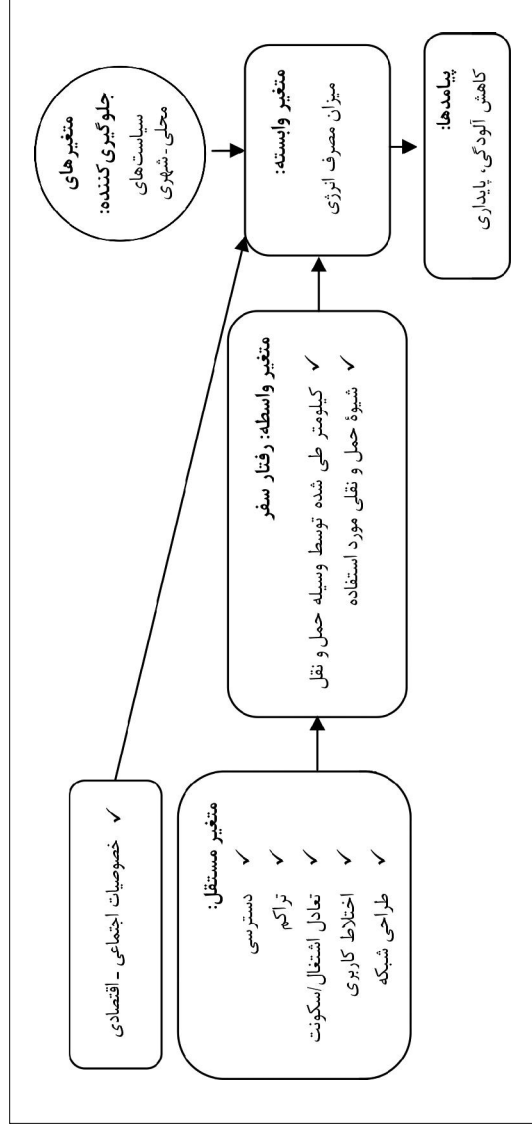 ✓ خصوصیات اجتماعی - اقتصادی
متغیر مستقل:
✓ دسترسی
✓ تراکم
✓ تعادل اشتغال/سکونت
✓ اختلاط کاربری
✓ طراحی شبکه
متغیر واسطه: رفتار سفر
✓ کیلومتر طی شده توسط وسیله حمل و نقل
✓ شیوۀ حمل و نقلی مورد استفاده
متغیرهای
جلوگیری‌کننده:
سیاست‌های
محلی - شهری
متغیر وابسته:
میزان مصرف انرژی
پیامدها:
کاهش آلودگی، پایداری